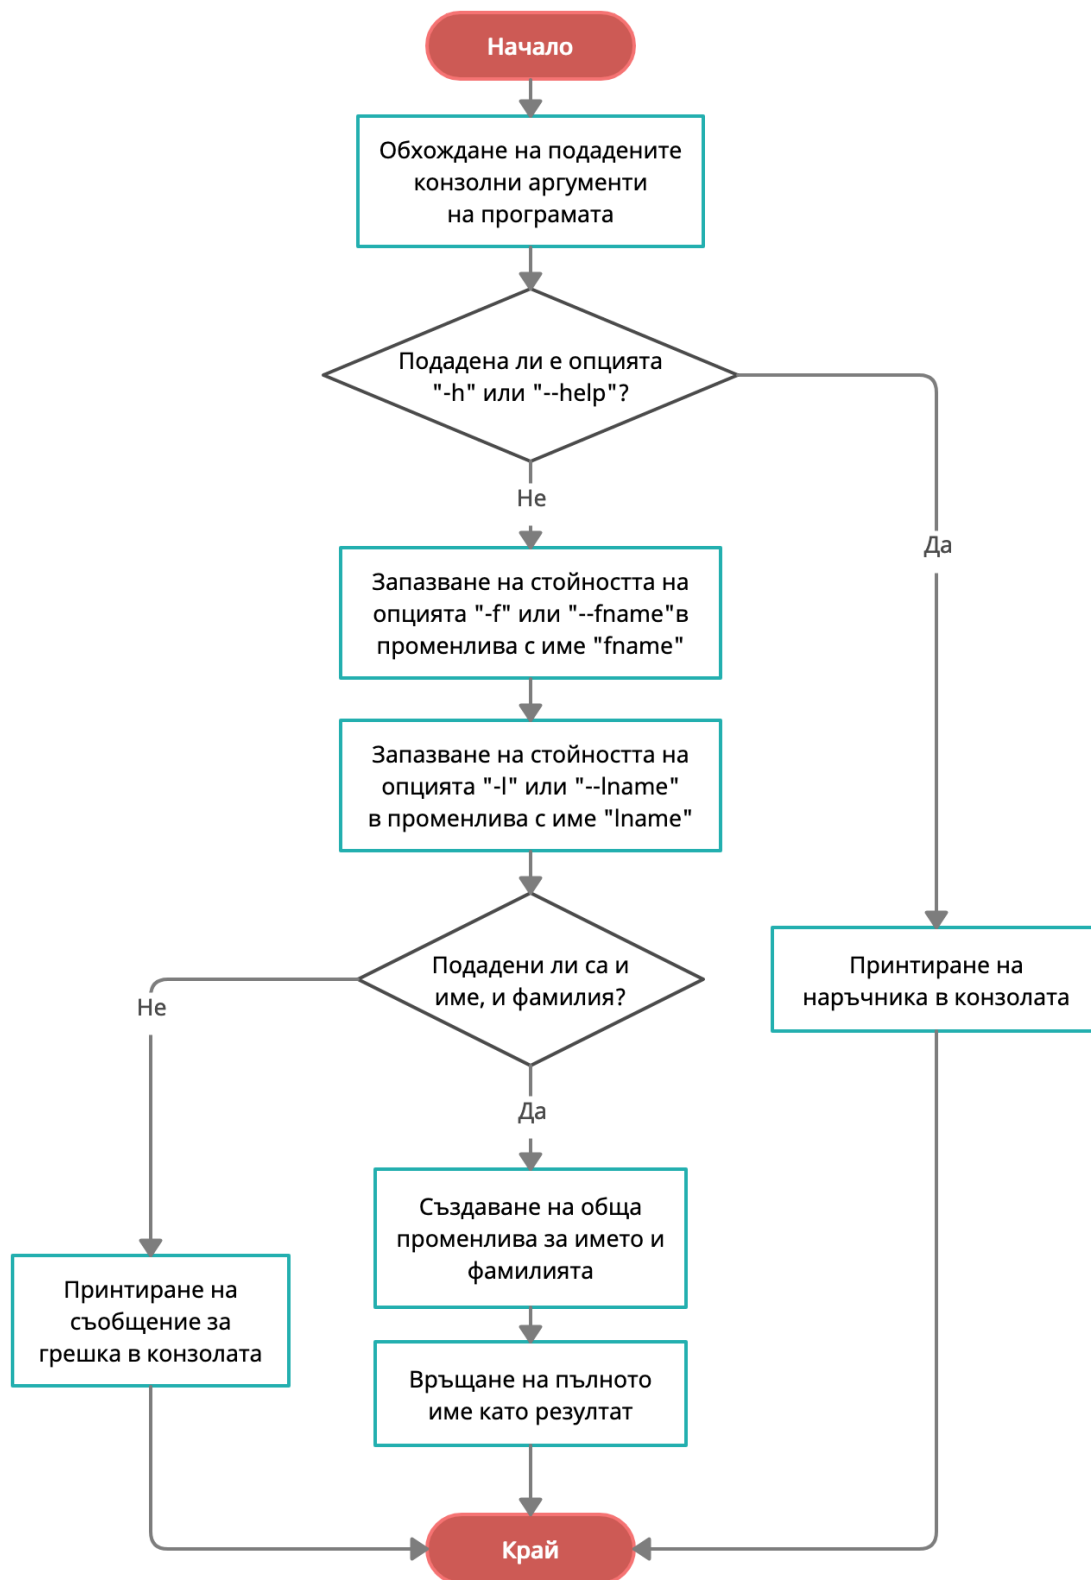 Начало
Обхождане на подадените
конзолни аргументи
на програмата
Подадена ли е опцията
"-h" или "--help"?
Не
Да
Запазване на стойността на
опцията "-f" или "--fname"в
променлива с име "fname"
Запазване на стойността на
опцията "-l" или "--lname"
в променлива с име "lname"
Подадени ли са и
име, и фамилия?
Не
Да
Принтиране на
наръчника в конзолата
Създаване на обща
променлива за името и
фамилията
Принтиране на
съобщение за
грешка в конзолата
Връщане на пълното
име като резултат
Край